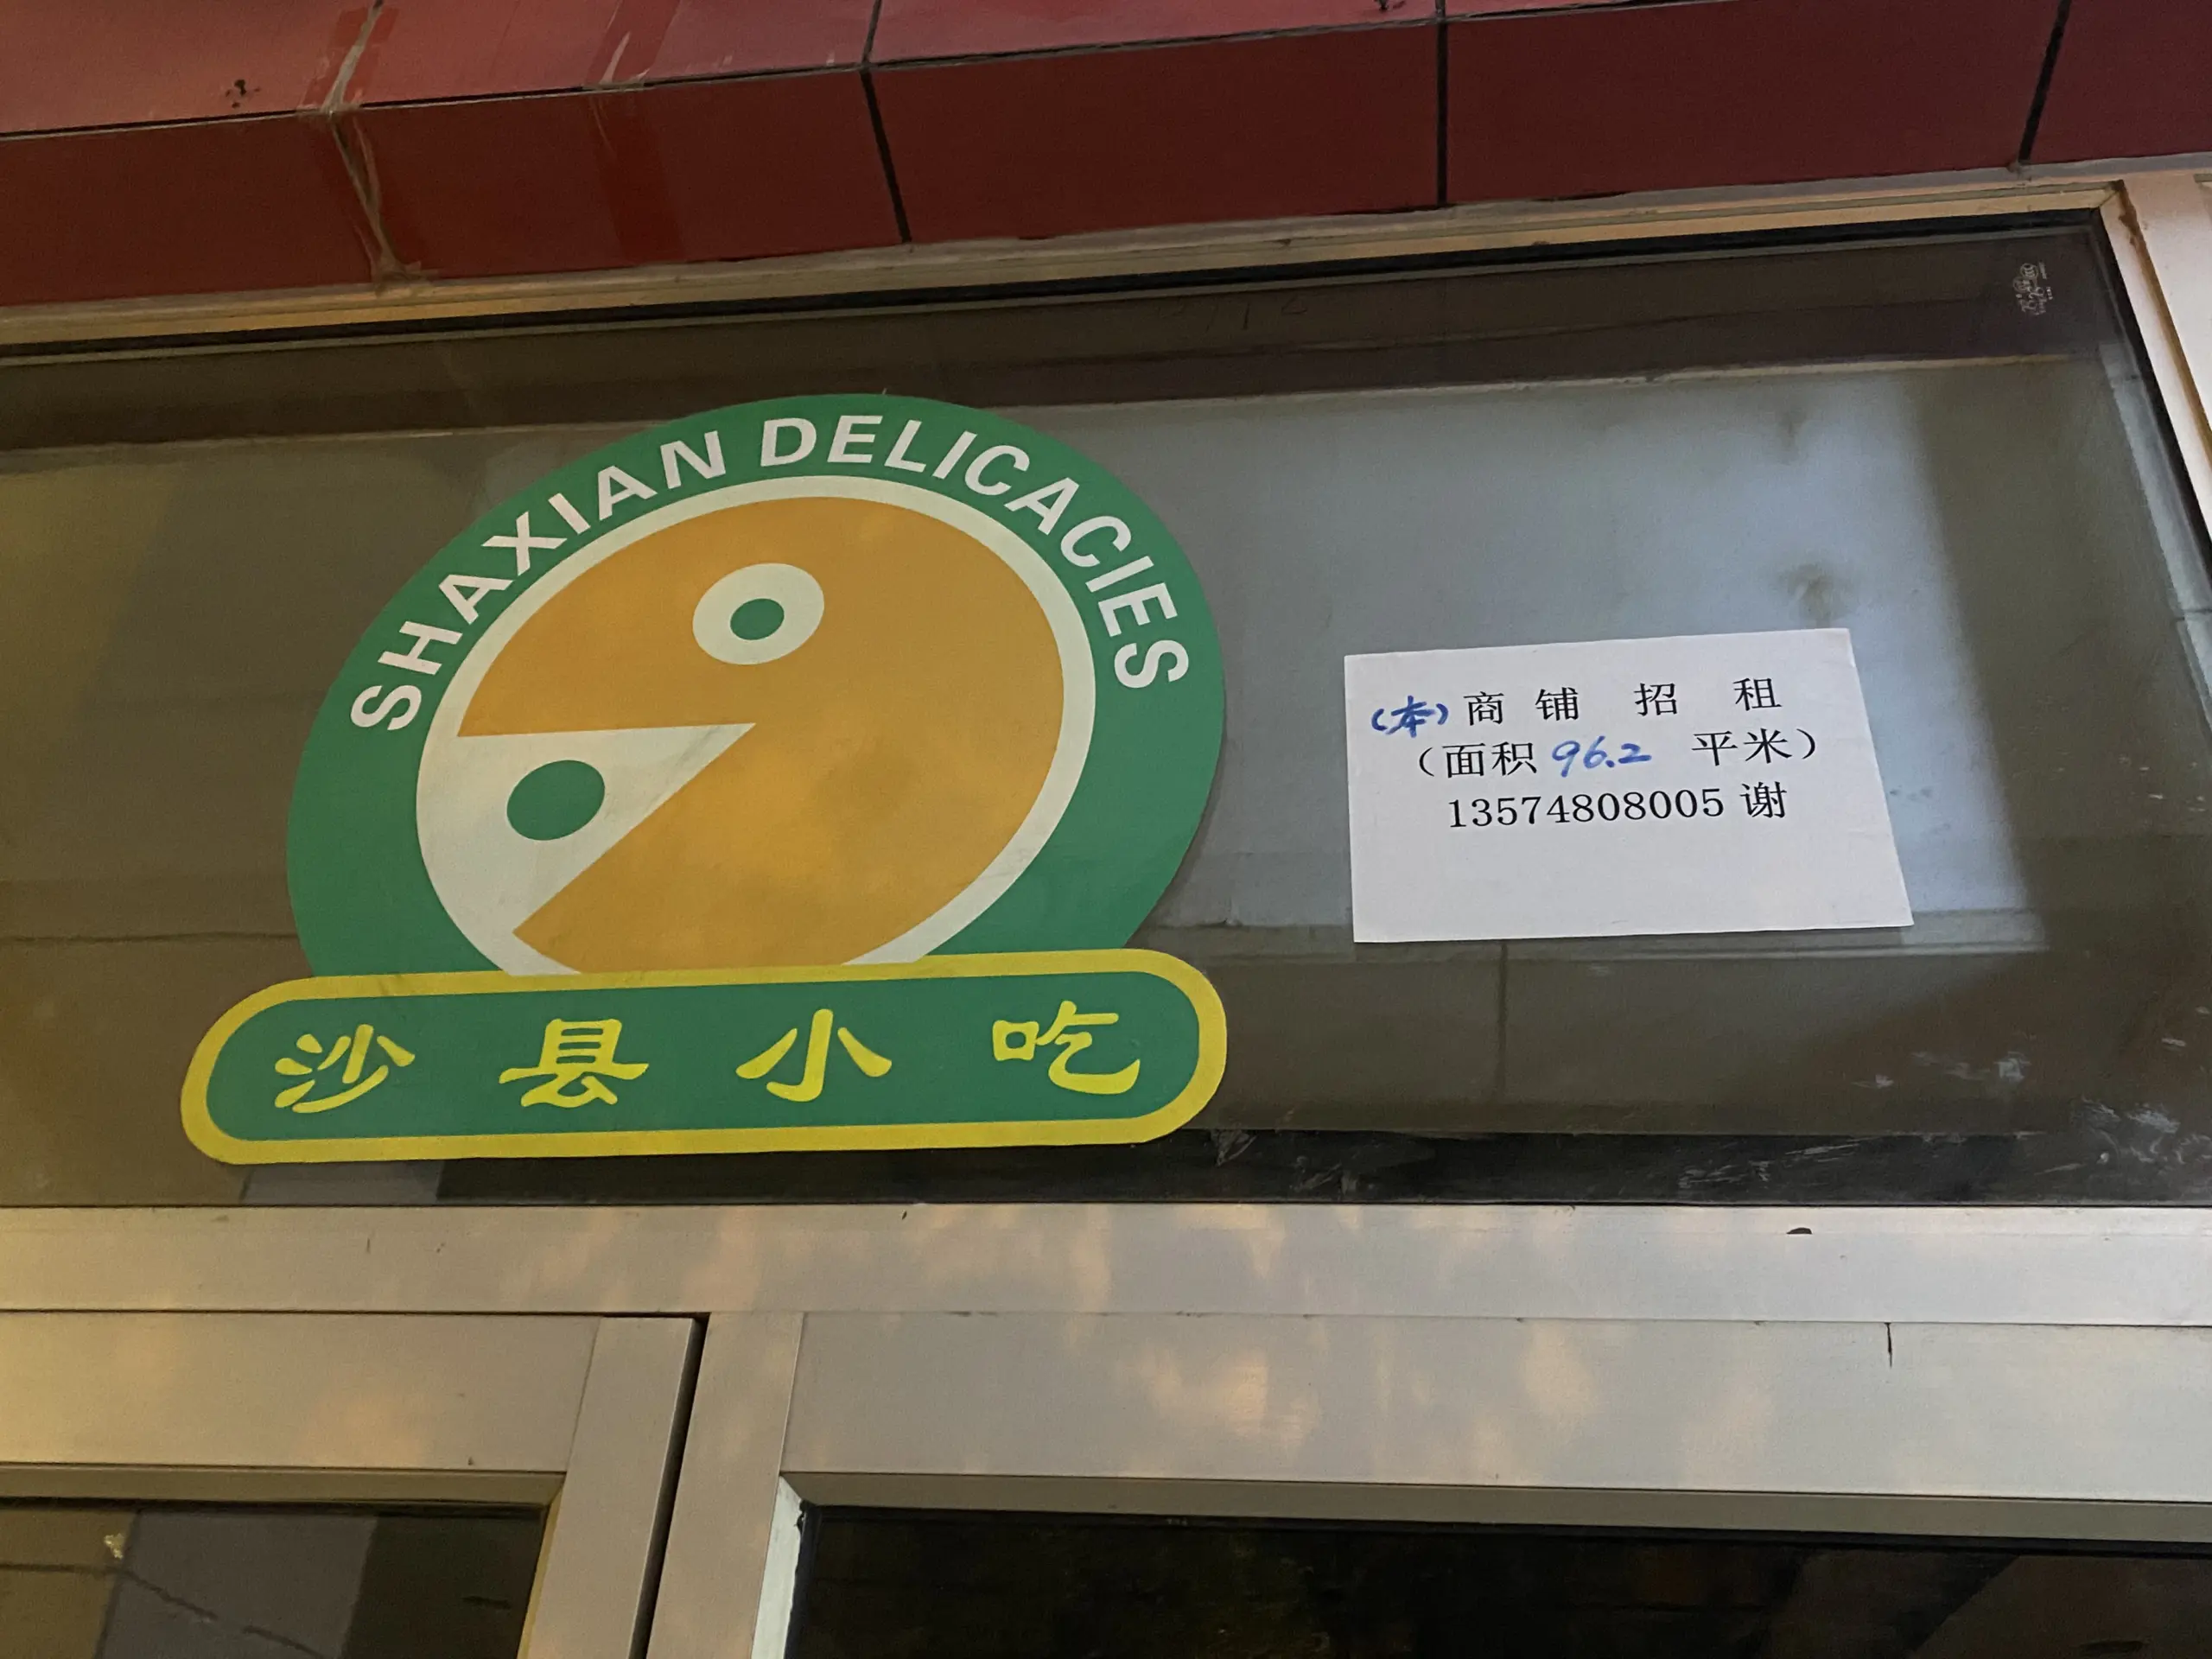 SHAXIAN DELICACIES
沙县小吃
(本)商铺招租
（面积 96.2 平米）
13574808005 谢